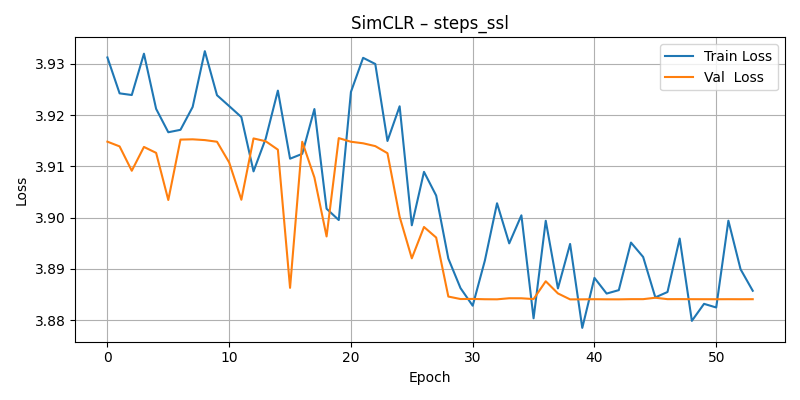 SimCLR – steps_ssl
Train Loss
Val  Loss
Loss
3.93
3.92
3.91
3.90
3.89
3.88
0
10
20
30
40
50
Epoch